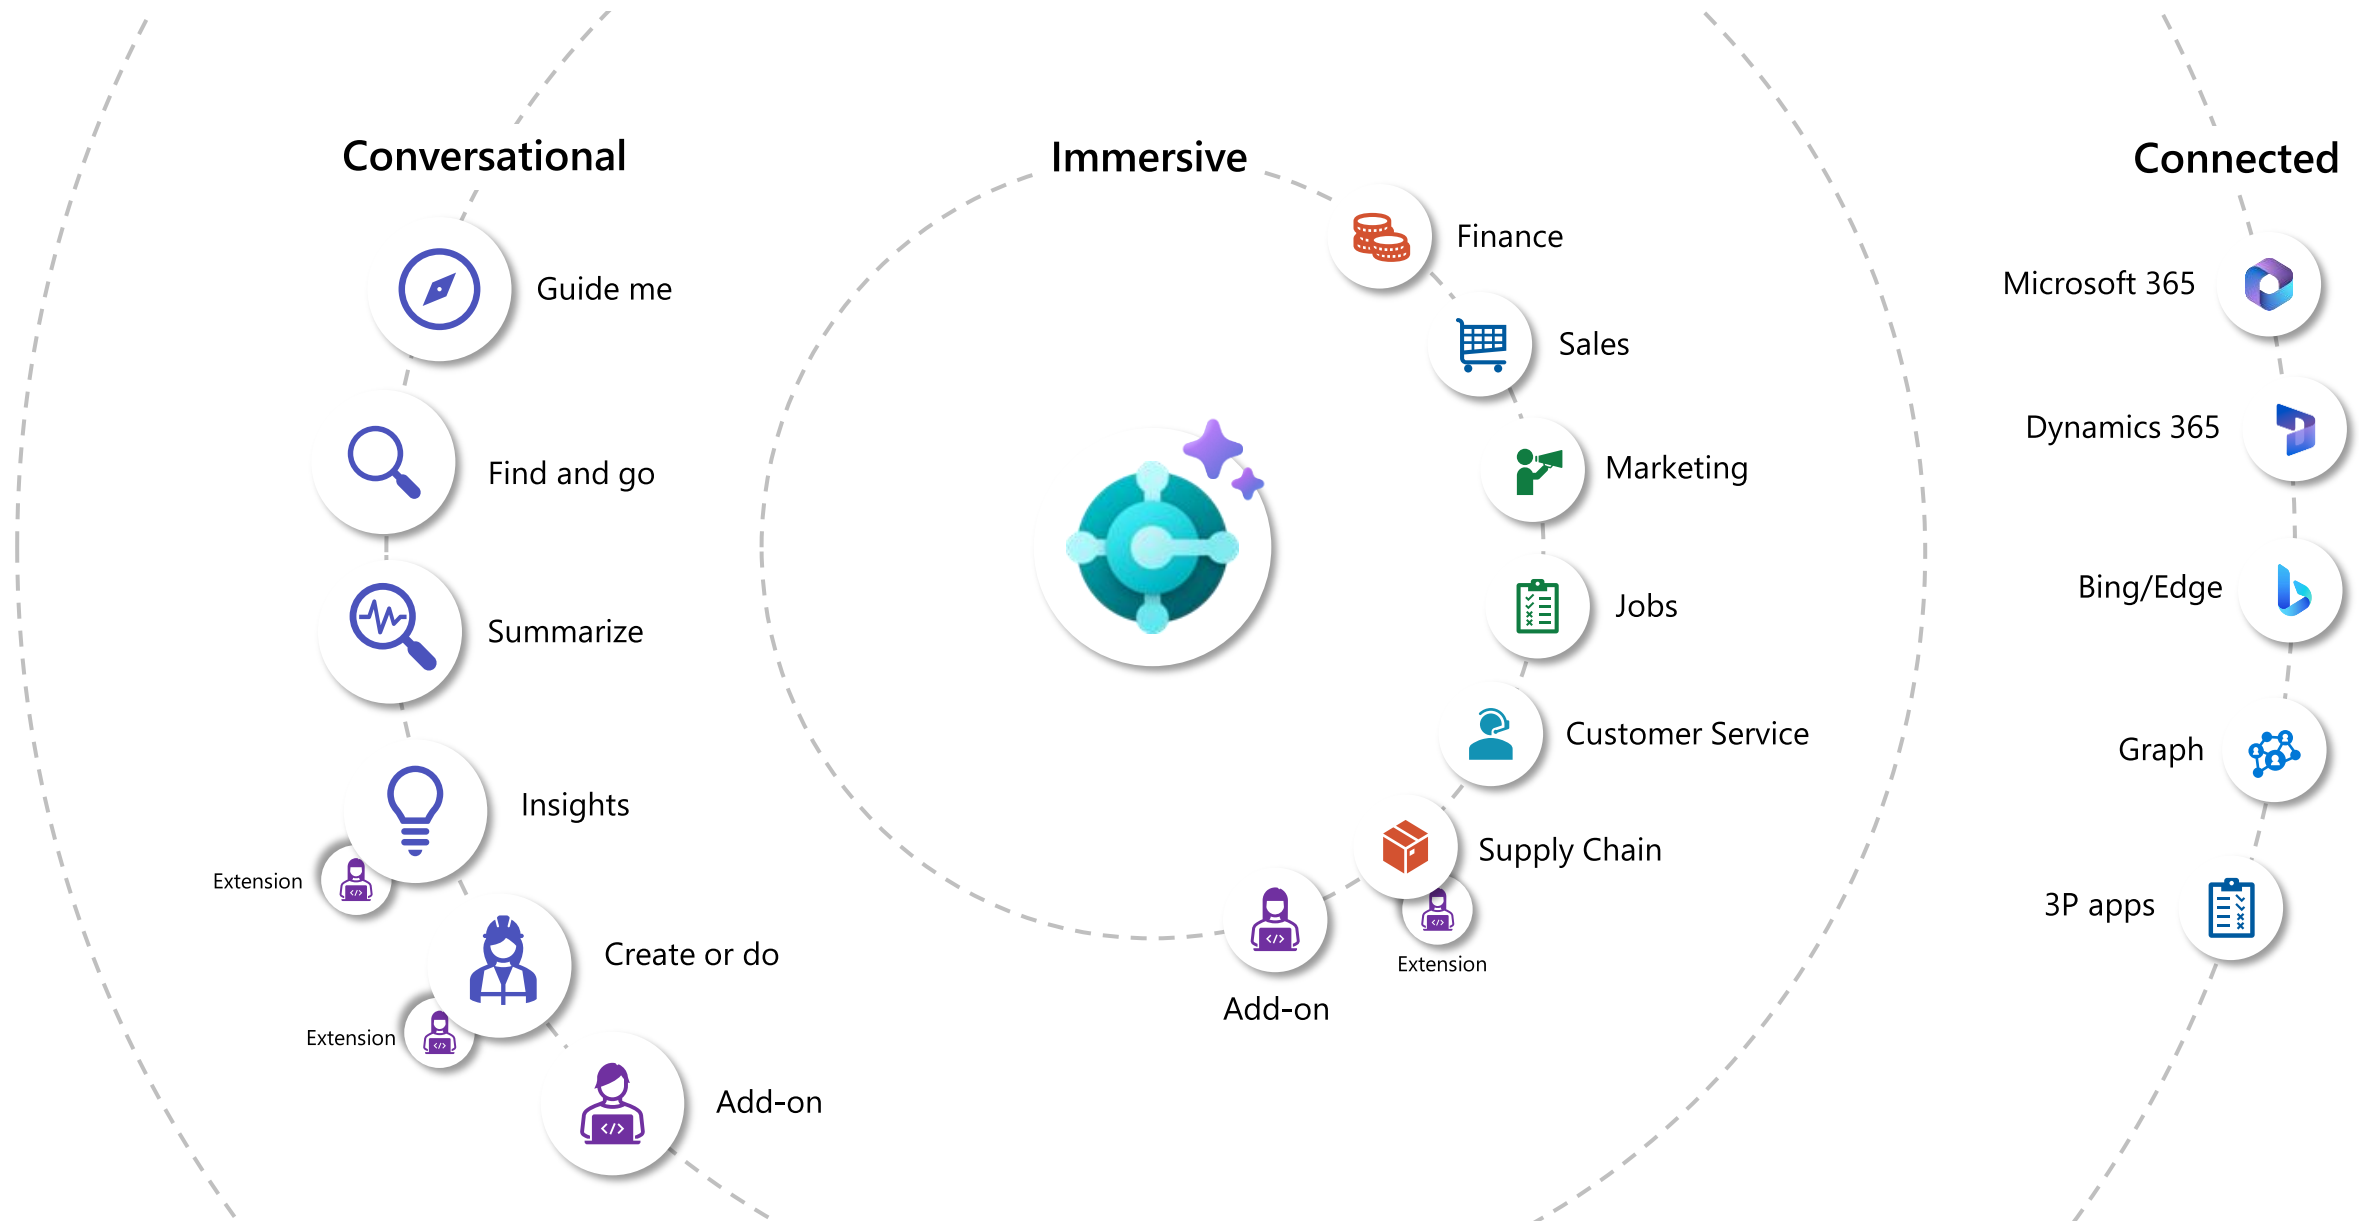 Conversational
Guide me
Find and go
Summarize
Insights
Extension
Create or do
Extension
Add-on
Immersive
Finance
Sales
Marketing
Jobs
Customer Service
Supply Chain
Extension
Add-on
Connected
Microsoft 365
Dynamics 365
Bing/Edge
Graph
3P apps